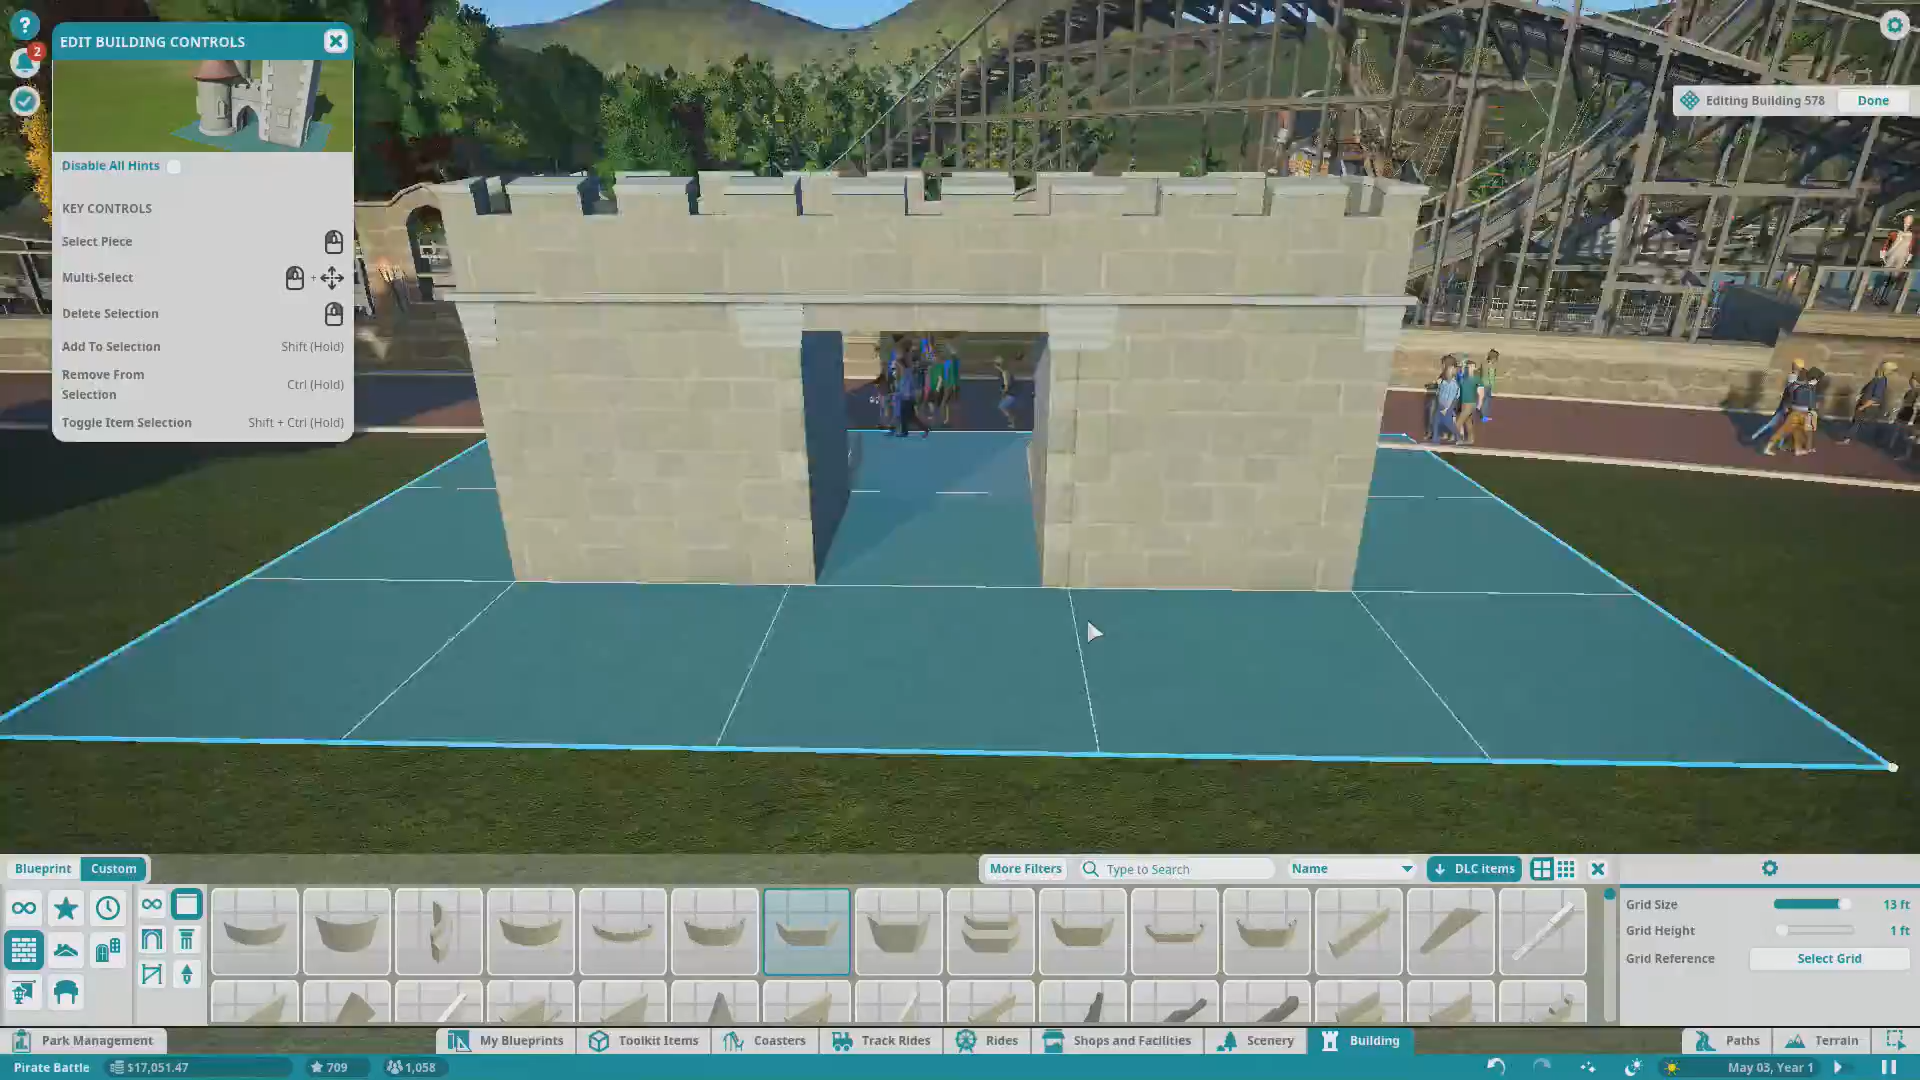 ?
2
EDIT BUILDING CONTROLS
Disable All Hints
KEY CONTROLS
Select Piece
Multi-Select +
Delete Selection
Add To Selection Shift (Hold)
Remove From
Selection Ctrl (Hold)
Toggle Item Selection Shift + Ctrl (Hold)
Editing Building 578 Done
Blueprint Custom More Filters Type to Search Name DLC items
Grid Size 13 ft
Grid Height 1 ft
Grid Reference Select Grid
Park Management My Blueprints Toolkit Items Coasters Track Rides Rides Shops and Facilities Scenery Building Paths Terrain
Pirate Battle $17,051.47 709 1,058 May 03, Year 1